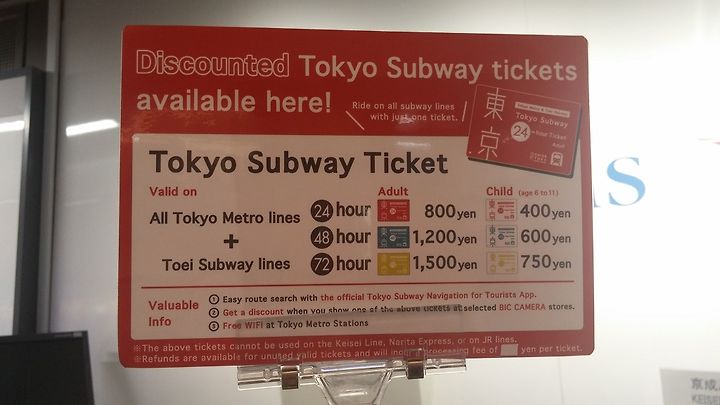 Discounted Tokyo Subway tickets
available here!
Ride on all subway lines
with just one ticket.
東京
Tokyo Subway
24-hour Ticket
Tokyo Subway Ticket
Valid on
Adult Child (age 6 to 11)
All Tokyo Metro lines 24 hour 800yen 400yen
+ 48 hour 1,200yen 600yen
Toei Subway lines 72 hour 1,500yen 750yen
Valuable Info
① Easy route search with the official Tokyo Subway Navigation for Tourists App.
② Get a discount when you show one of the above tickets at selected BIC CAMERA stores.
③ Free WiFi at Tokyo Metro Stations
※The above tickets cannot be used on the Keisei Line, Narita Express, or on JR lines.
※Refunds are available for unused valid tickets and will incur a processing fee of yen per ticket.
us
京成
KEISE